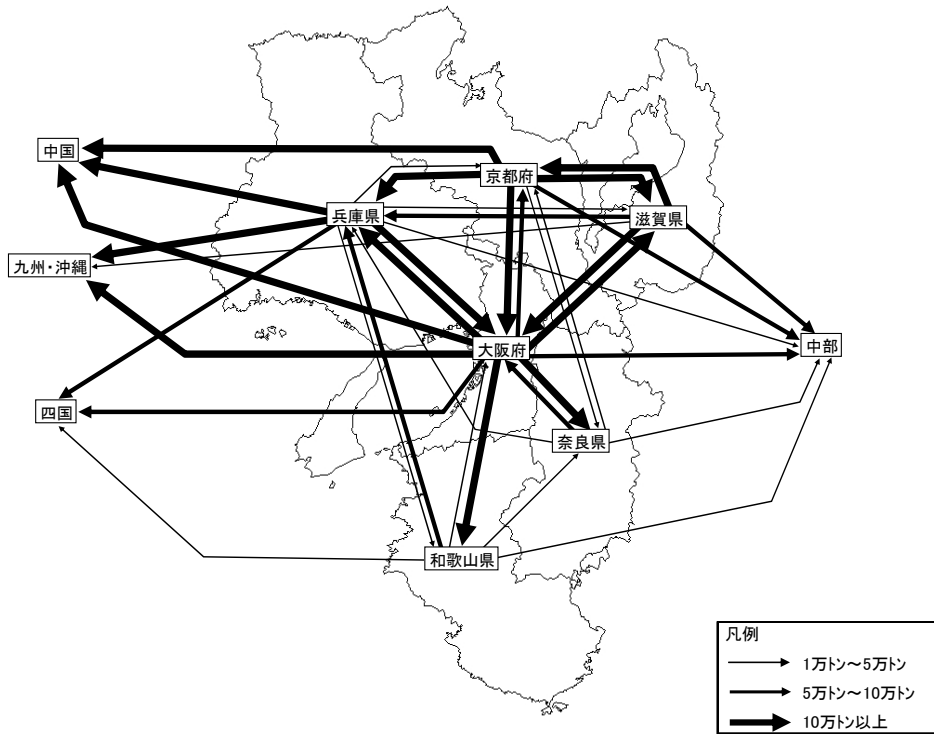 中国
京都府
兵庫県
滋賀県
九州・沖縄
大阪府
中部
四国
奈良県
和歌山県
凡例
1万トン～5万トン
5万トン～10万トン
10万トン以上